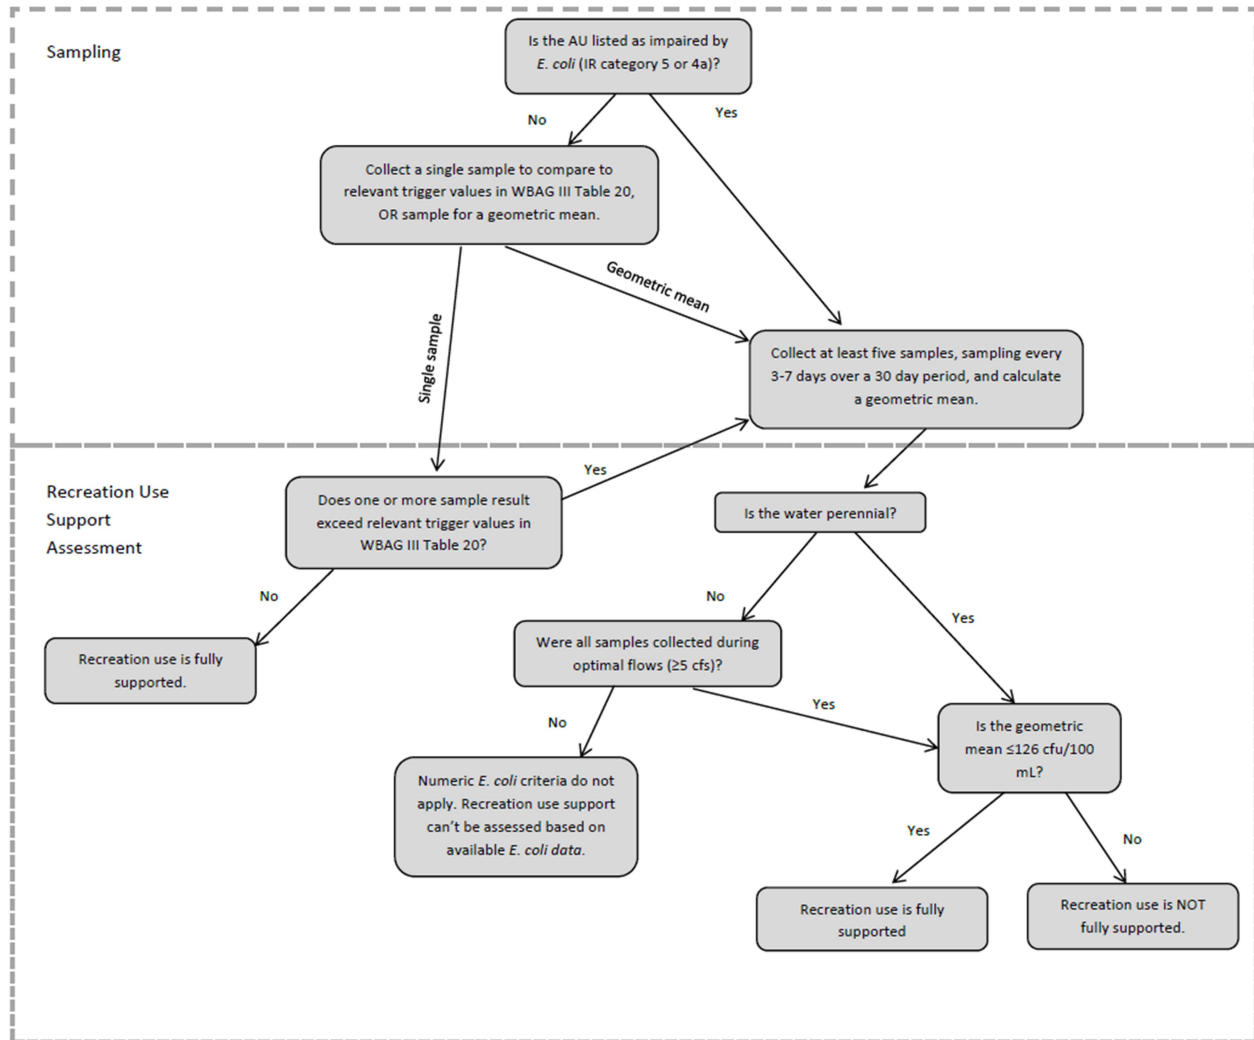 Sampling
Is the AU listed as impaired by
E. coli (IR category 5 or 4a)?
No
Yes
Collect a single sample to compare to
relevant trigger values in WBAG III Table 20,
OR sample for a geometric mean.
Geometric mean
Single sample
Collect at least five samples, sampling every
3-7 days over a 30 day period, and calculate
a geometric mean.
Recreation Use
Support
Assessment
Does one or more sample result
exceed relevant trigger values in
WBAG III Table 20?
Yes
Is the water perennial?
No
Recreation use is fully
supported.
No
Yes
Were all samples collected during
optimal flows (≥5 cfs)?
No
Yes
Is the geometric
mean ≤126 cfu/100
mL?
Numeric E. coli criteria do not
apply. Recreation use support
can’t be assessed based on
available E. coli data.
Yes
No
Recreation use is fully
supported
Recreation use is NOT
fully supported.